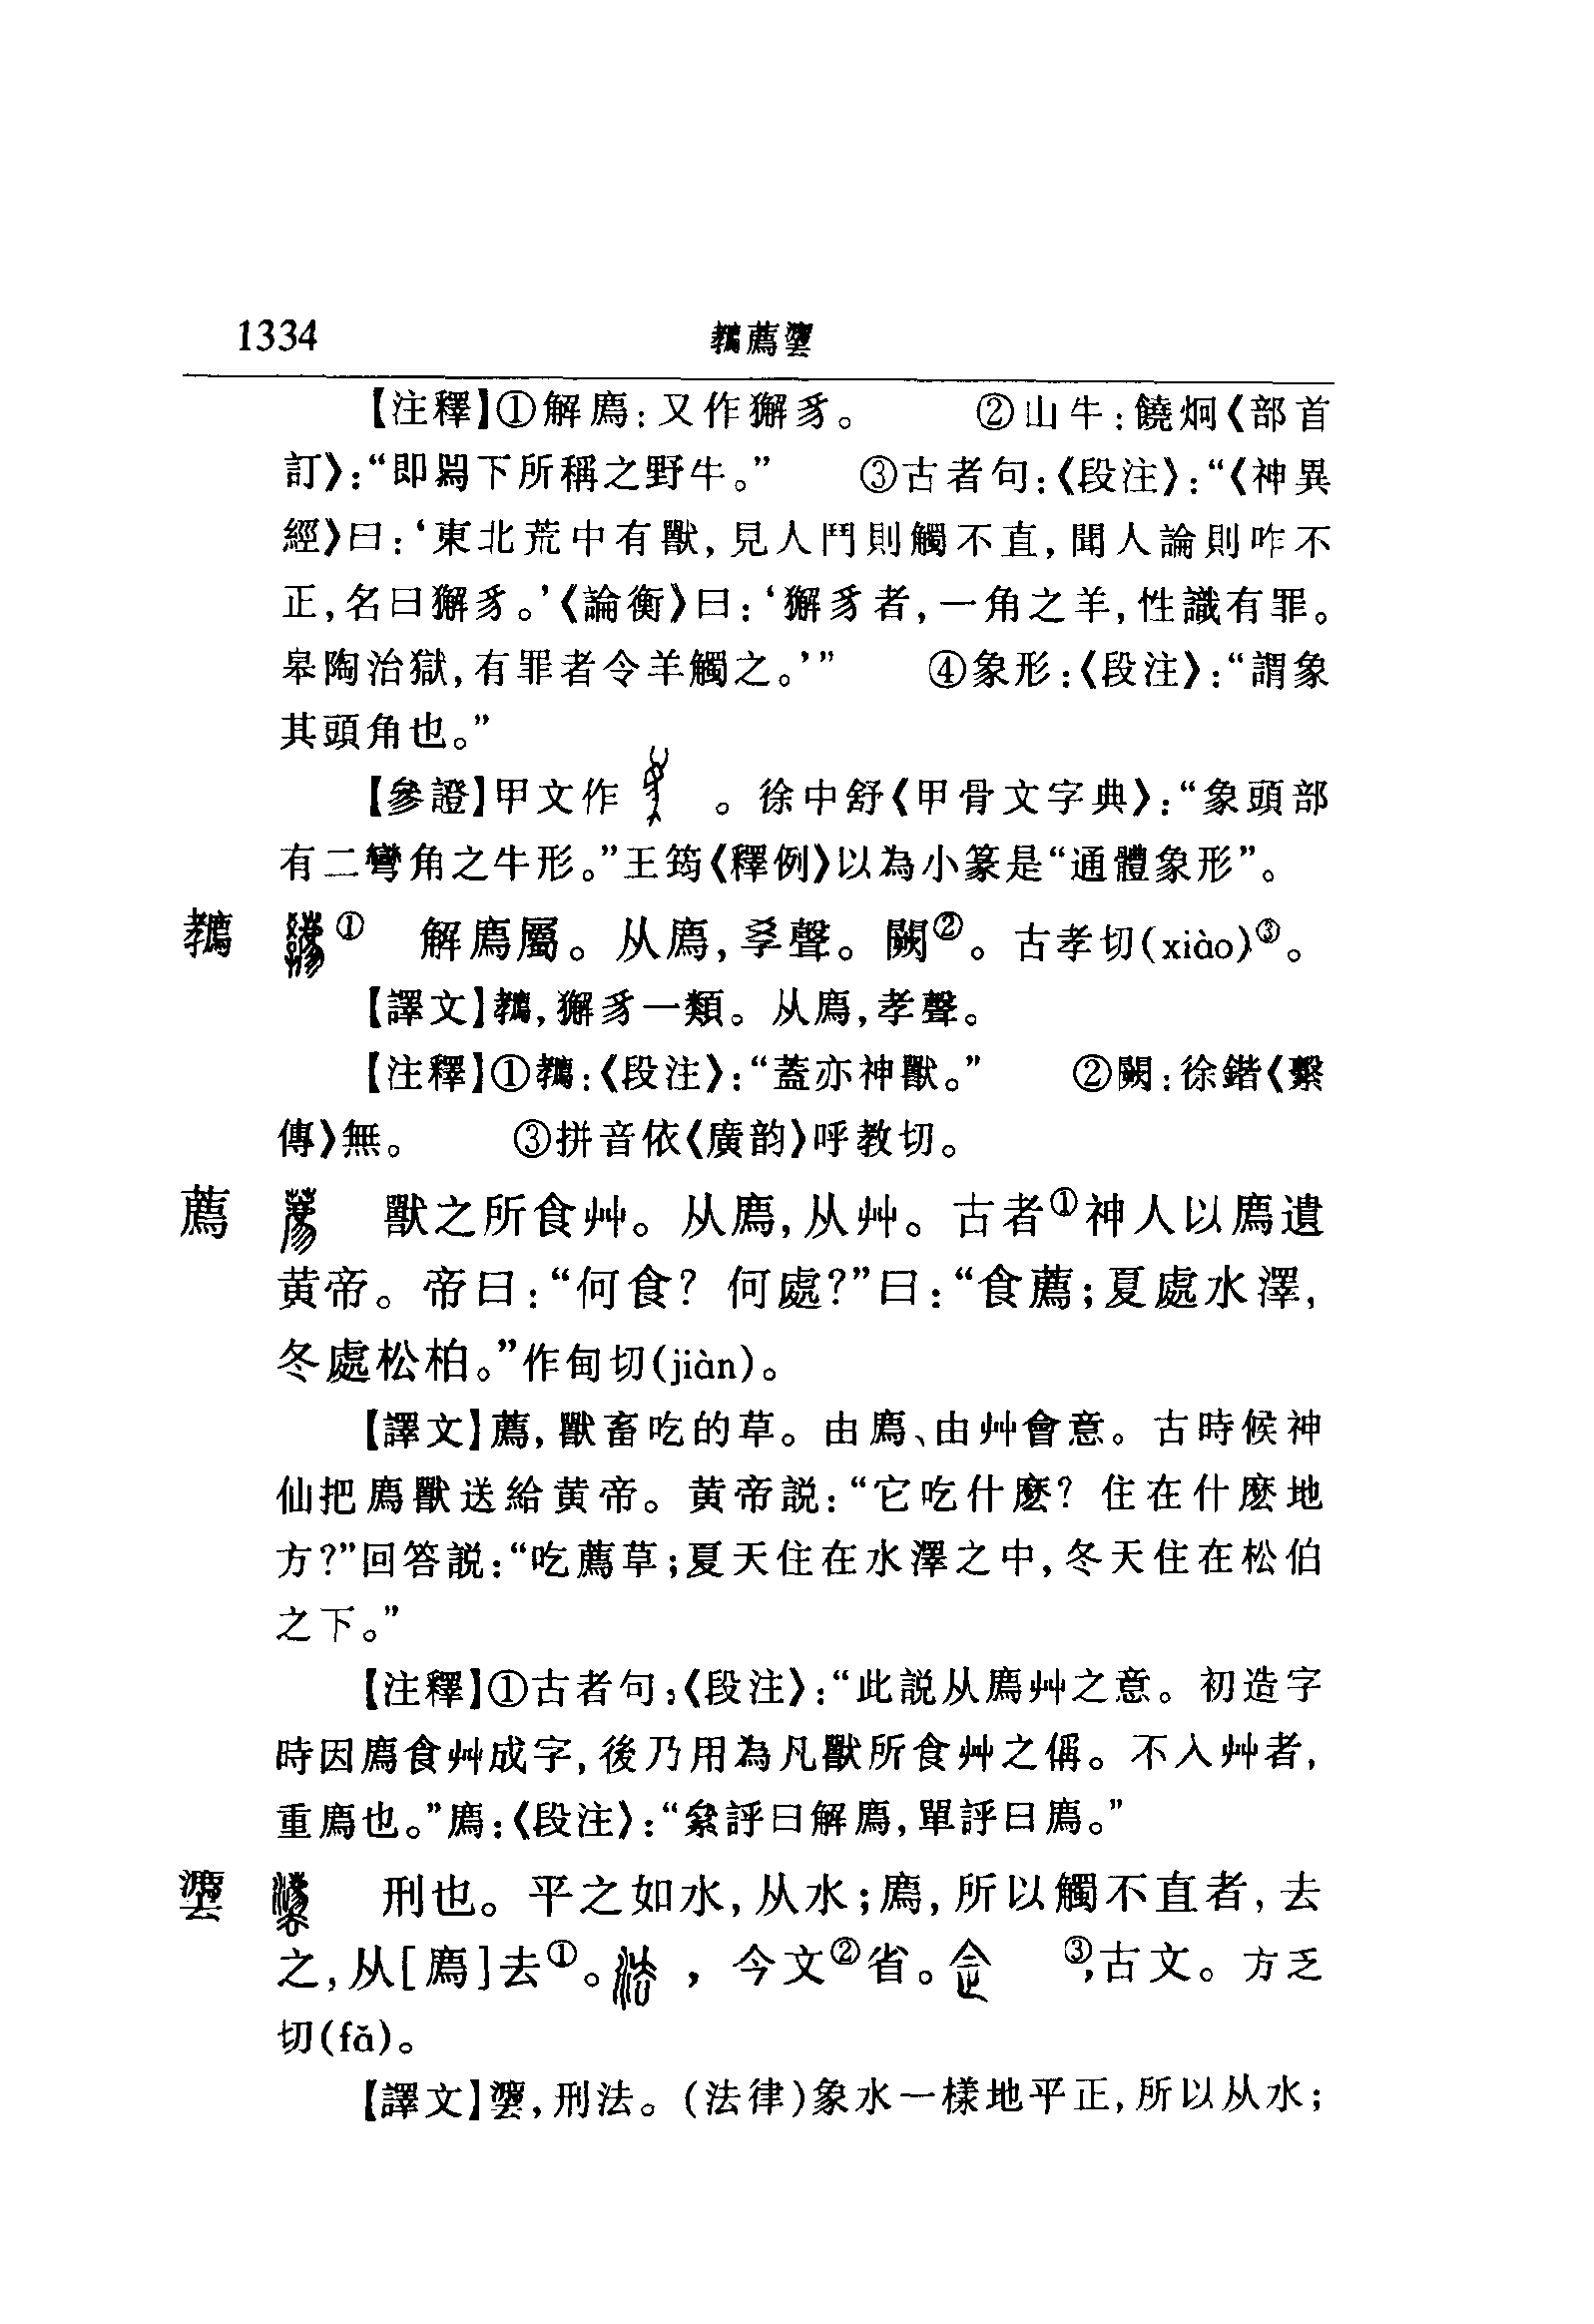 1334 𢊁薦灋
【注釋】①解廌：又作獬豸。 ②山牛：饒炯《部首
訂》：“即𤉡下所稱之野牛。” ③古者句：《段注》：“《神異
經》曰：‘東北荒中有獸，見人鬥則觸不直，聞人論則咋不
正，名曰獬豸。’《論衡》曰：‘獬豸者，一角之羊，性識有罪。
皋陶治獄，有罪者令羊觸之。’” ④象形：《段注》：“謂象
其頭角也。”
【參證】甲文作 。徐中舒《甲骨文字典》：“象頭部
有二彎角之牛形。”王筠《釋例》以為小篆是“通體象形”。
① 解廌屬。从廌，孝聲。闕②。古孝切(xiào)③。
【譯文】，獬豸一類。从廌，孝聲。
【注釋】①：《段注》：“蓋亦神獸。” ②闕：徐鍇《繫
傳》無。 ③拼音依《廣韵》呼教切。
薦 獸之所食艸。从廌，从艸。古者①神人以廌遺
黄帝。帝曰：“何食？何處？”曰：“食薦；夏處水澤，
冬處松柏。”作甸切(jiàn)。
【譯文】薦，獸畜吃的草。由廌、由艸會意。古時候神
仙把廌獸送給黄帝。黄帝説：“它吃什麽？住在什麽地
方？”回答説：“吃薦草；夏天住在水澤之中，冬天住在松伯
之下。”
【注釋】①古者句：《段注》：“此説从廌艸之意。初造字
時因廌食艸成字，後乃用為凡獸所食艸之偁。不入艸者，
重廌也。”廌：《段注》：“絫評曰解廌，單評曰廌。”
灋 刑也。平之如水，从水；廌，所以觸不直者，去
之，从[廌]去①。，今文②省。③，古文。方乏
切(fǎ)。
【譯文】灋，刑法。(法律)象水一樣地平正，所以从水；